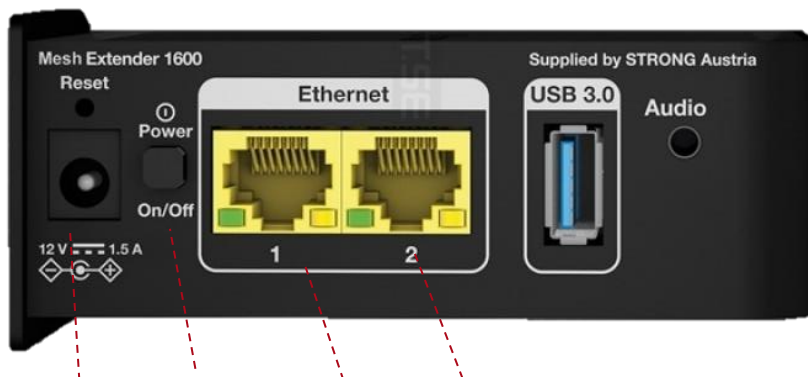 Mesh Extender 1600
Supplied by STRONG Austria
Reset
Power
On/Off
12 V 1.5 A
Ethernet
1
2
USB 3.0
Audio